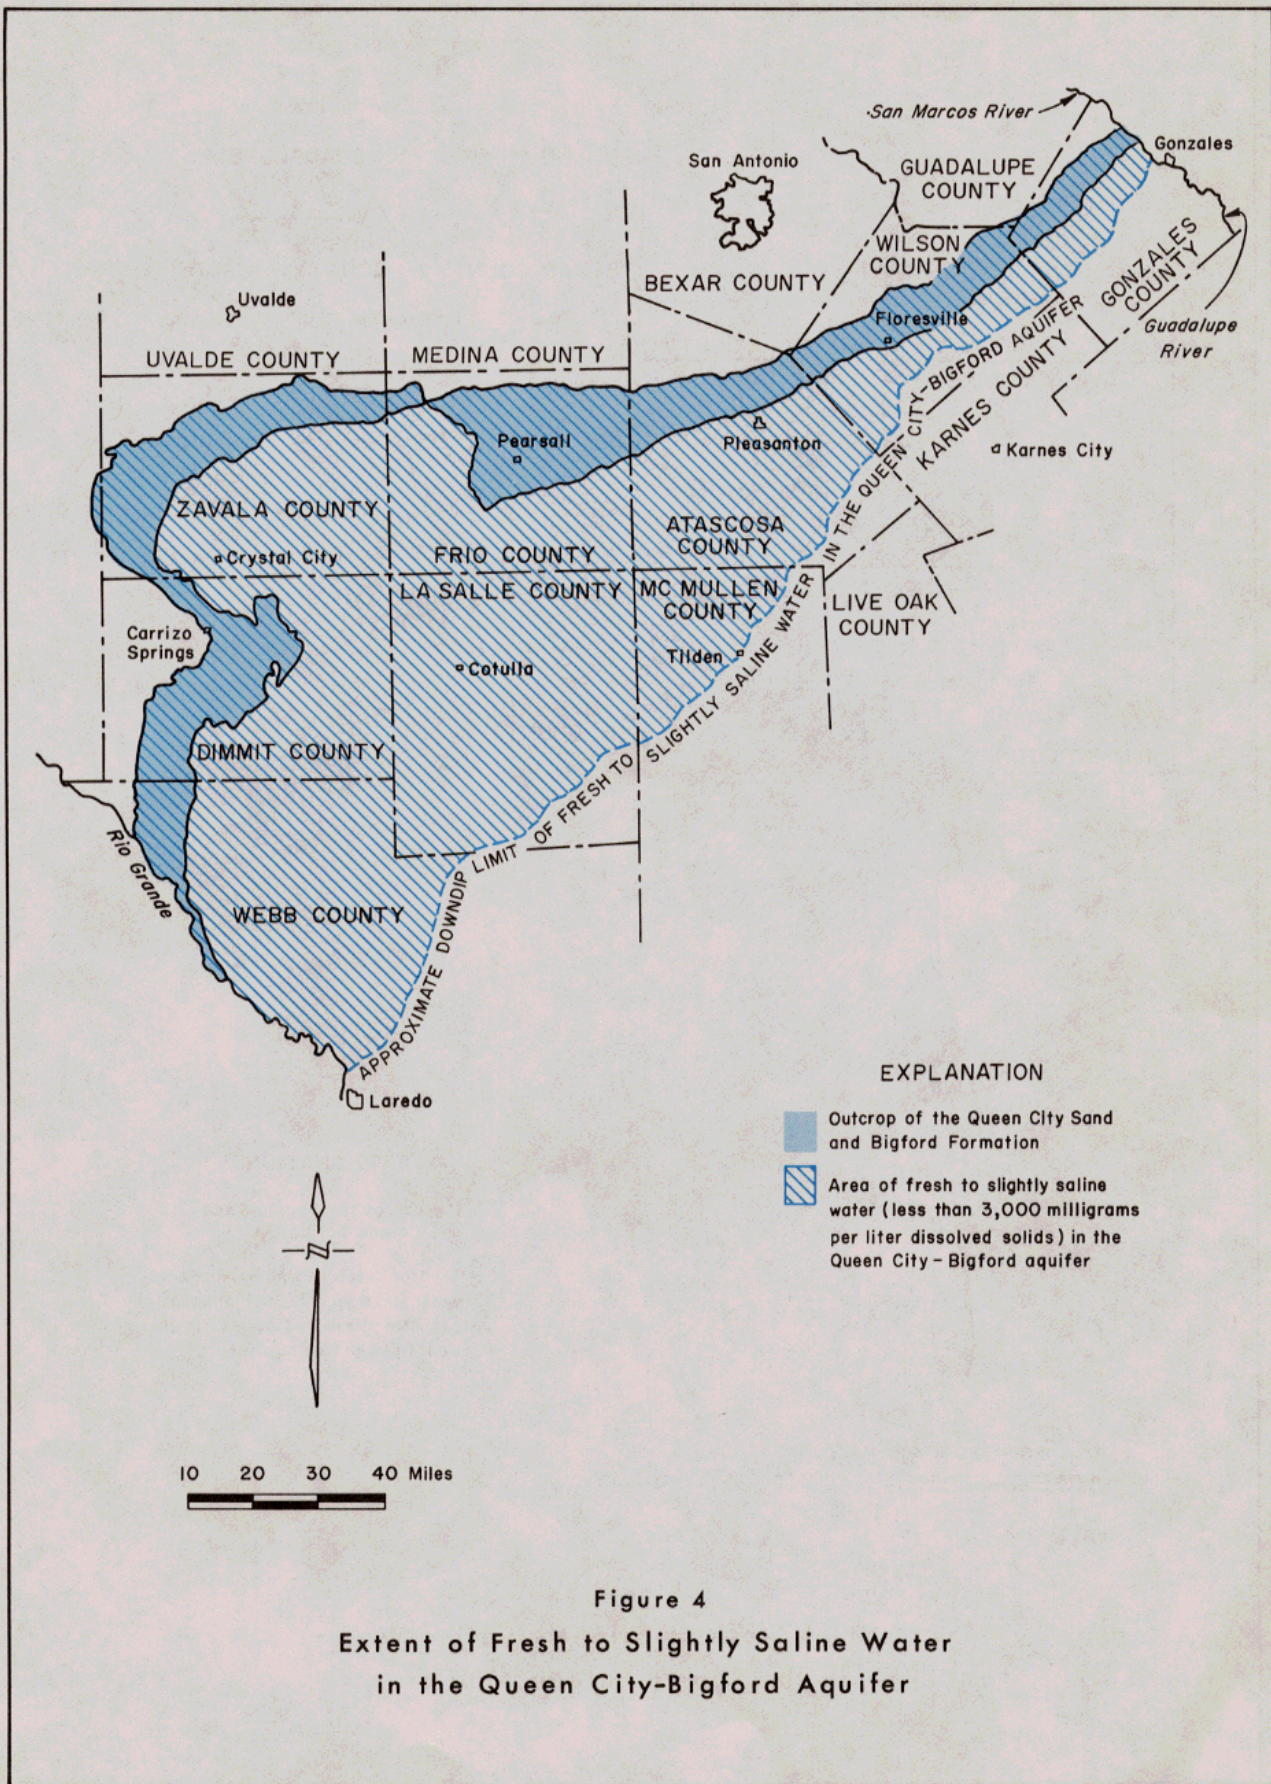 San Marcos River
Gonzales
San Antonio
GUADALUPE
COUNTY
WILSON
COUNTY
BEXAR COUNTY
GONZALES
COUNTY
Guadalupe
River
Uvalde
Floresville
UVALDE COUNTY
MEDINA COUNTY
Pearsall
Pleasanton
KARNES COUNTY
Karnes City
ZAVALA COUNTY
Crystal City
FRIO COUNTY
ATASCOSA
COUNTY
LA SALLE COUNTY
MC MULLEN
COUNTY
LIVE OAK
COUNTY
Carrizo
Springs
Cotulla
Tilden
DIMMIT COUNTY
Rio Grande
WEBB COUNTY
APPROXIMATE DOWNDIP LIMIT OF FRESH TO SLIGHTLY SALINE WATER IN THE QUEEN CITY-BIGFORD AQUIFER
Laredo
EXPLANATION
Outcrop of the Queen City Sand
and Bigford Formation
Area of fresh to slightly saline
water (less than 3,000 milligrams
per liter dissolved solids) in the
Queen City - Bigford aquifer
N
10 20 30 40 Miles
Figure 4
Extent of Fresh to Slightly Saline Water
in the Queen City-Bigford Aquifer